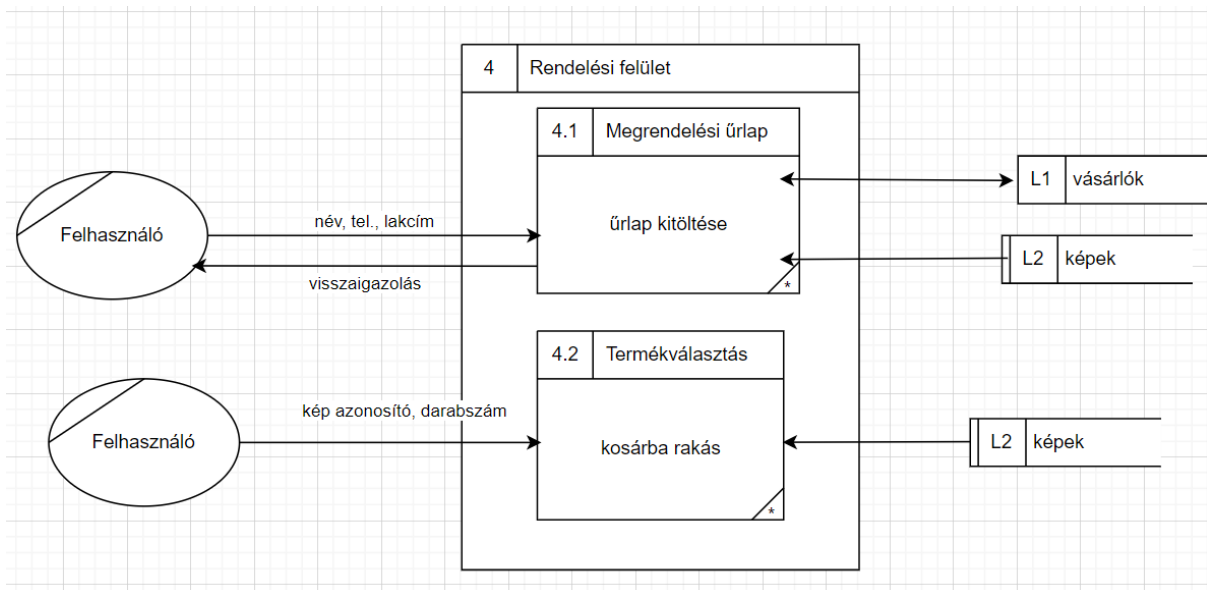 4 Rendelési felület
4.1 Megrendelési űrlap
L1 vásárlók
név, tel., lakcím
űrlap kitöltése
Felhasználó
L2 képek
visszaigazolás
*
4.2 Termékválasztás
kép azonosító, darabszám
Felhasználó
kosárba rakás
L2 képek
*